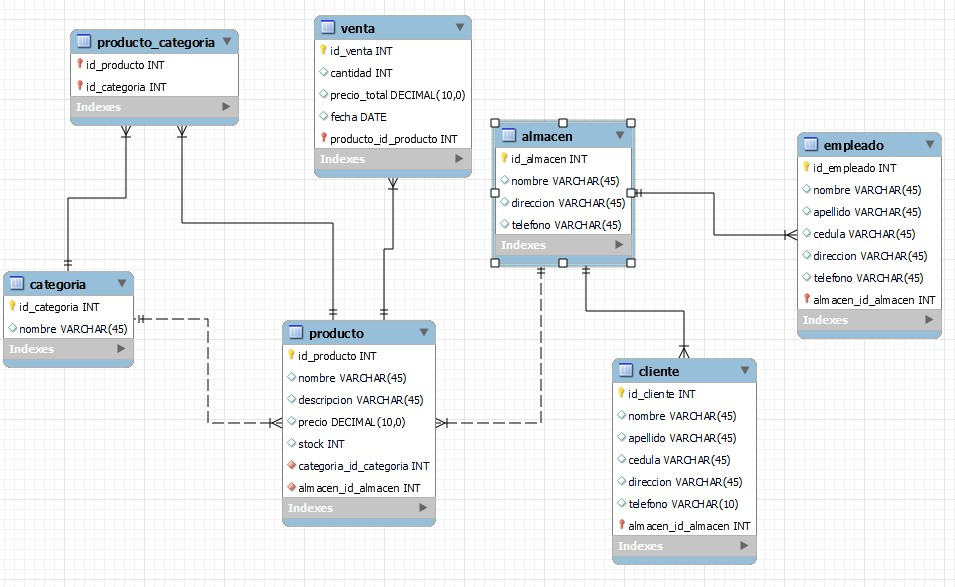 producto_categoria
id_producto INT
id_categoria INT
Indexes
venta
id_venta INT
cantidad INT
precio_total DECIMAL(10,0)
fecha DATE
producto_id_producto INT
Indexes
almacen
id_almacen INT
nombre VARCHAR(45)
direccion VARCHAR(45)
telefono VARCHAR(45)
Indexes
empleado
id_empleado INT
nombre VARCHAR(45)
apellido VARCHAR(45)
cedula VARCHAR(45)
direccion VARCHAR(45)
telefono VARCHAR(45)
almacen_id_almacen INT
Indexes
categoria
id_categoria INT
nombre VARCHAR(45)
Indexes
producto
id_producto INT
nombre VARCHAR(45)
descripcion VARCHAR(45)
precio DECIMAL(10,0)
stock INT
categoria_id_categoria INT
almacen_id_almacen INT
Indexes
cliente
id_cliente INT
nombre VARCHAR(45)
apellido VARCHAR(45)
cedula VARCHAR(45)
direccion VARCHAR(45)
telefono VARCHAR(10)
almacen_id_almacen INT
Indexes